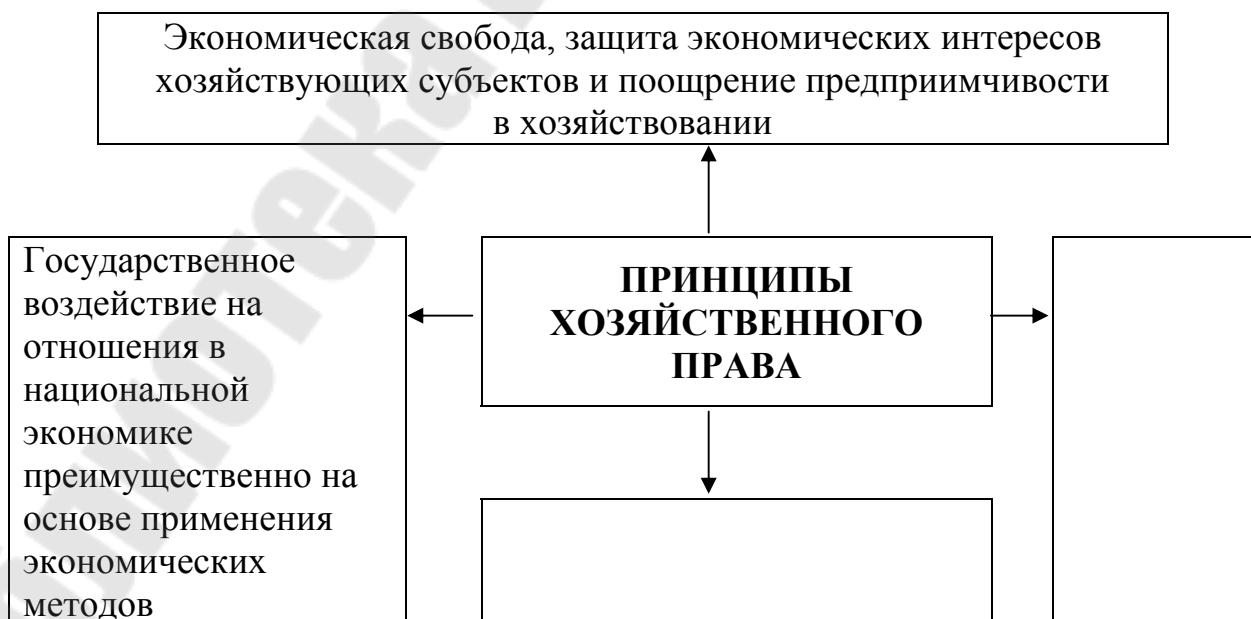 Экономическая свобода, защита экономических интересов
хозяйствующих субъектов и поощрение предприимчивости
в хозяйствовании
Государственное
воздействие на
отношения в
национальной
экономике
преимущественно на
основе применения
экономических
методов
ПРИНЦИПЫ
ХОЗЯЙСТВЕННОГО
ПРАВА